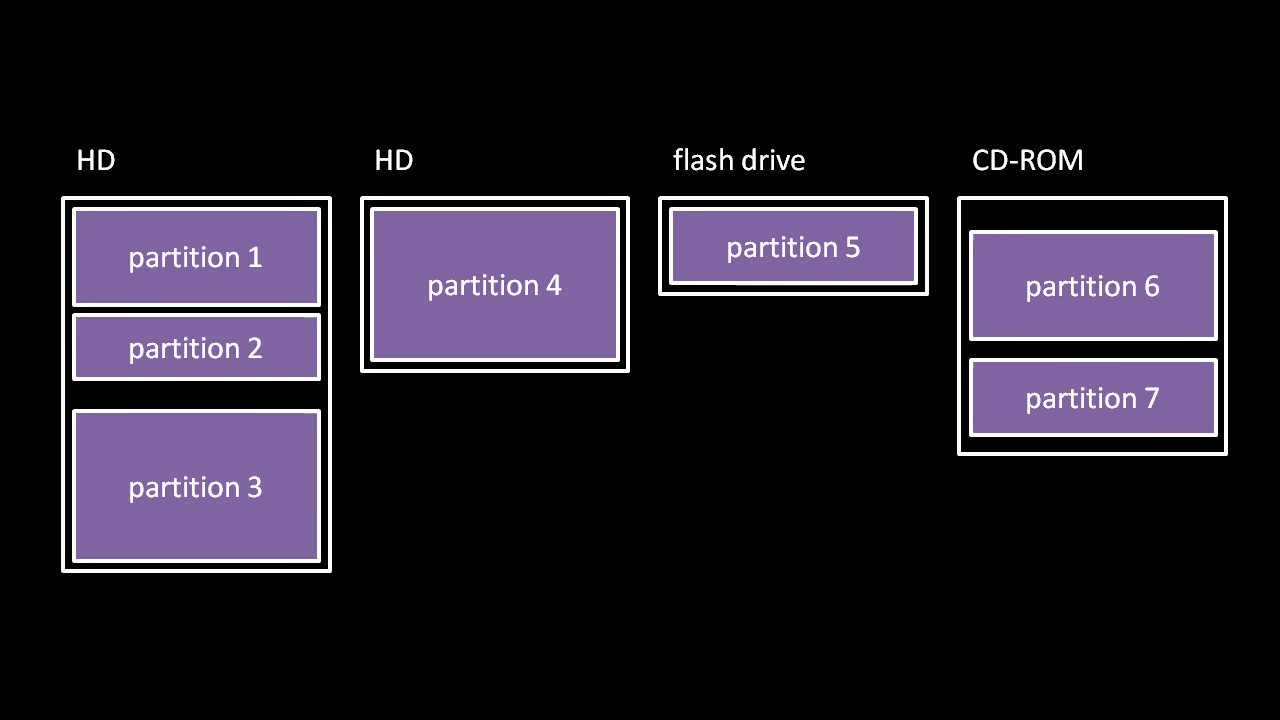 HD
partition 1
partition 2
partition 3
HD
partition 4
flash drive
partition 5
CD-ROM
partition 6
partition 7